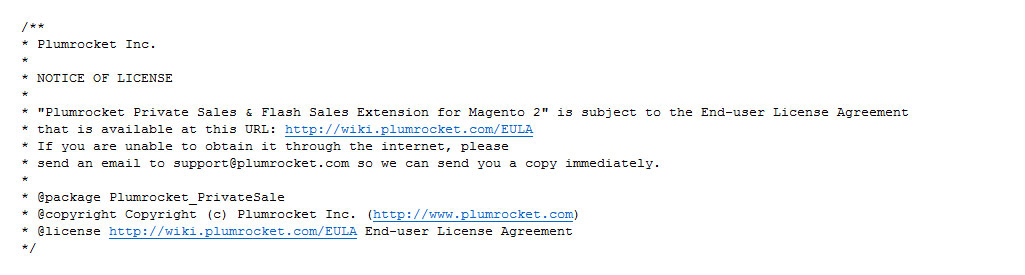 /**
* Plumrocket Inc.
*
* NOTICE OF LICENSE
*
* "Plumrocket Private Sales & Flash Sales Extension for Magento 2" is subject to the End-user License Agreement
* that is available at this URL: http://wiki.plumrocket.com/EULA
* If you are unable to obtain it through the internet, please
* send an email to support@plumrocket.com so we can send you a copy immediately.
*
* @package Plumrocket_PrivateSale
* @copyright Copyright (c) Plumrocket Inc. (http://www.plumrocket.com)
* @license http://wiki.plumrocket.com/EULA End-user License Agreement
*/